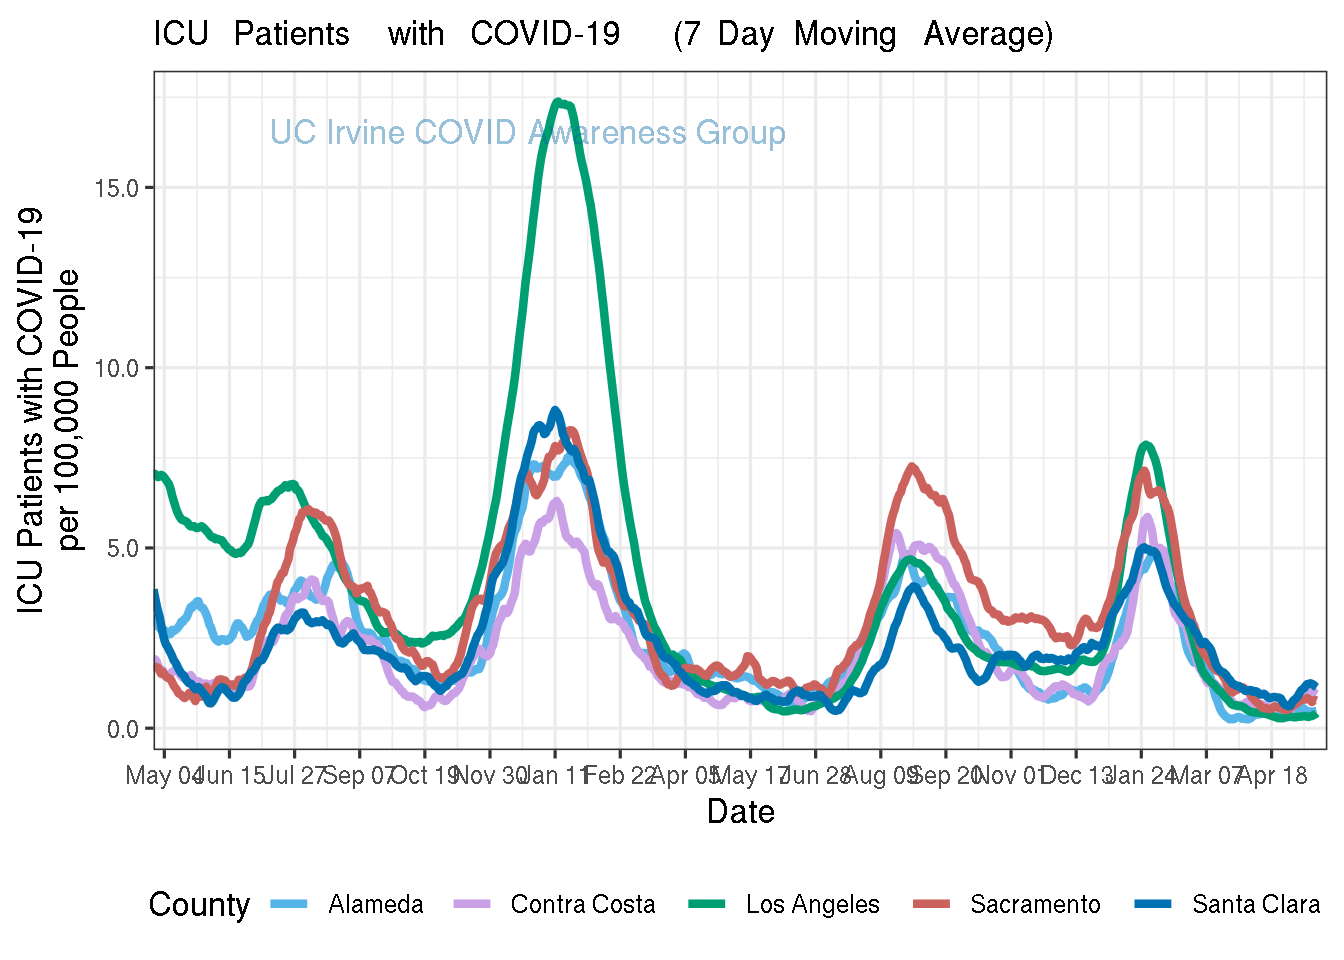 ICU Patients with COVID-19 (7 Day Moving Average)
UC Irvine COVID Awareness Group
ICU Patients with COVID-19
per 100,000 People
15.0
10.0
5.0
0.0
May 04 Jun 15 Jul 27 Sep 07 Oct 19 Nov 30 Jan 11 Feb 22 Apr 05 May 17 Jun 28 Aug 09 Sep 20 Nov 01 Dec 13 Jan 24 Mar 07 Apr 18
Date
County Alameda Contra Costa Los Angeles Sacramento Santa Clara